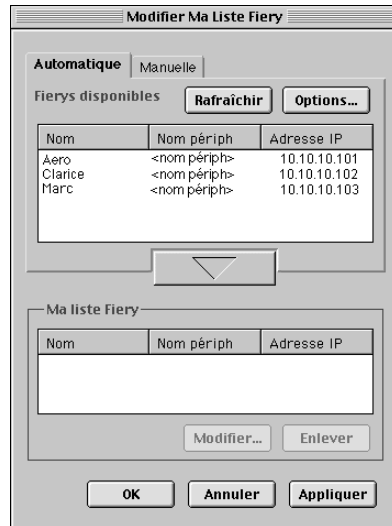 Modifier Ma Liste Fiery
Automatique Manuelle
Fierys disponibles Rafraîchir Options...
Nom Nom périph Adresse IP
Aero <nom périph> 10.10.10.101
Clarice <nom périph> 10.10.10.102
Marc <nom périph> 10.10.10.103
Ma liste Fiery
Nom Nom périph Adresse IP
Modifier... Enlever
OK Annuler Appliquer